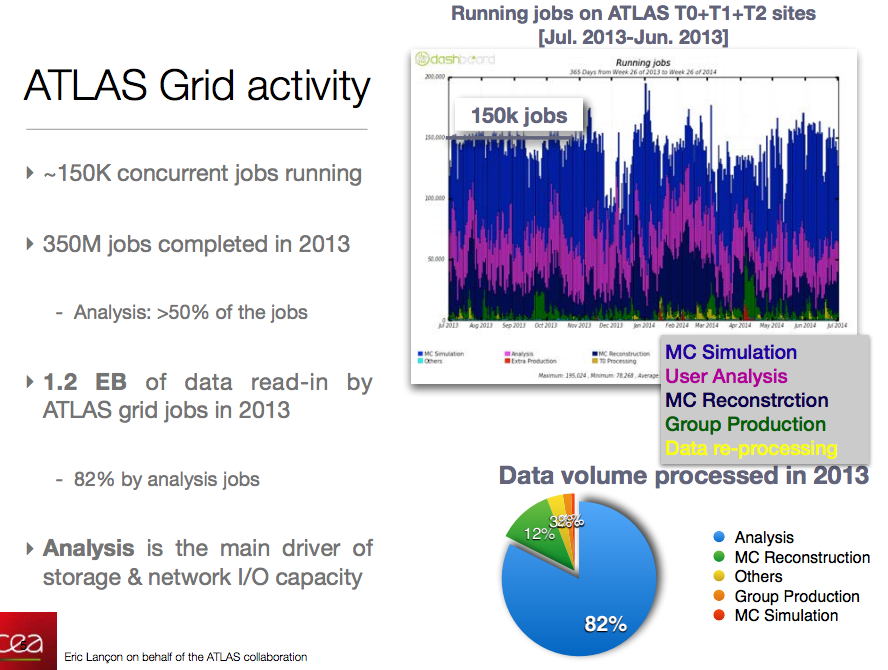 Running jobs on ATLAS T0+T1+T2 sites
[Jul. 2013-Jun. 2013]
ATLAS Grid activity
~150K concurrent jobs running
350M jobs completed in 2013
- Analysis: >50% of the jobs
1.2 EB of data read-in by
ATLAS grid jobs in 2013
- 82% by analysis jobs
Analysis is the main driver of
storage & network I/O capacity
dashboard
Running jobs
365 Days from Week 26 of 2013 to Week 26 of 2014
150k jobs
200,000
150,000
100,000
50,000
0
Jul 2013 Aug 2013 Sep 2013 Oct 2013 Nov 2013 Dec 2013 Jan 2014 Feb 2014 Mar 2014 Apr 2014 May 2014 Jun 2014 Jul 2014
MC Simulation Analysis MC Reconstruction
Others Extra Production T0 Processing
Maximum: 195,024 , Minimum: 78,268 , Average
MC Simulation
User Analysis
MC Reconstrction
Group Production
Data re-processing
Data volume processed in 2013
12%
82%
Analysis
MC Reconstruction
Others
Group Production
MC Simulation
cea
Eric Lançon on behalf of the ATLAS collaboration